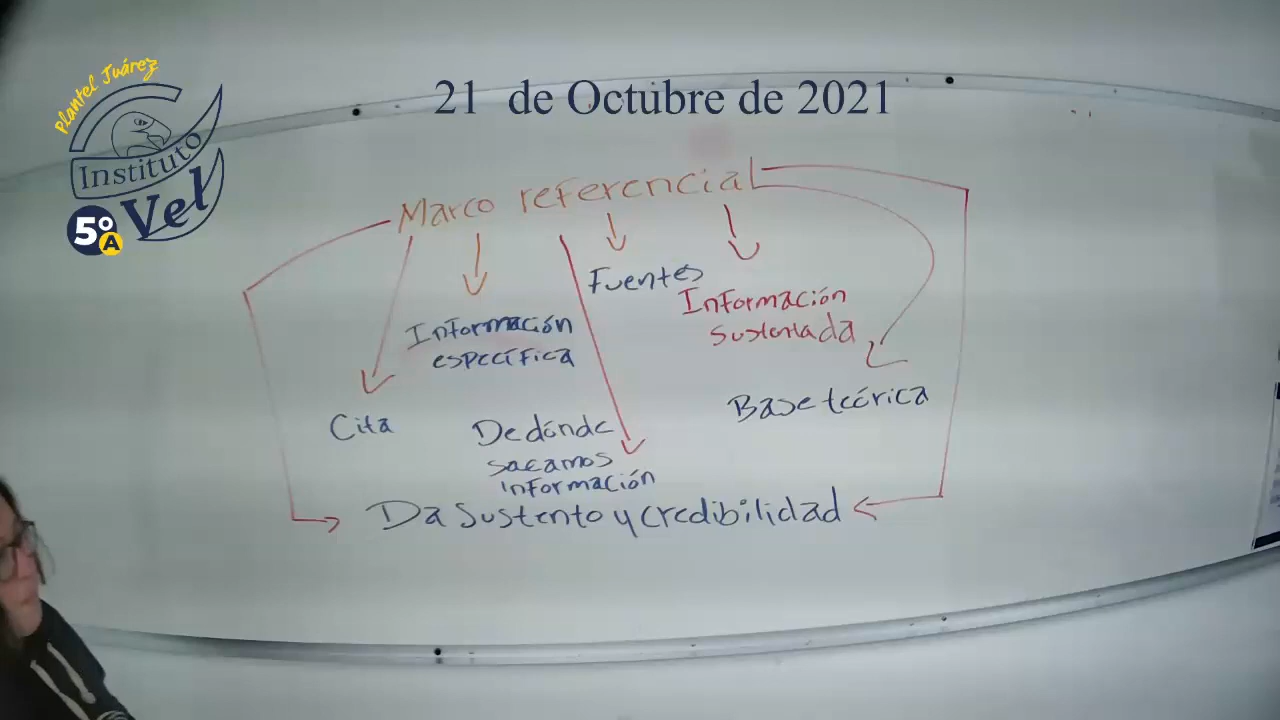 Plantel Juárez
Instituto
Vel
5º
A
21 de Octubre de 2021
Marco referencial
Fuentes
Información
sustentada
Información
específica
Base teórica
Cita
De dónde
sacamos
información
Da sustento y credibilidad